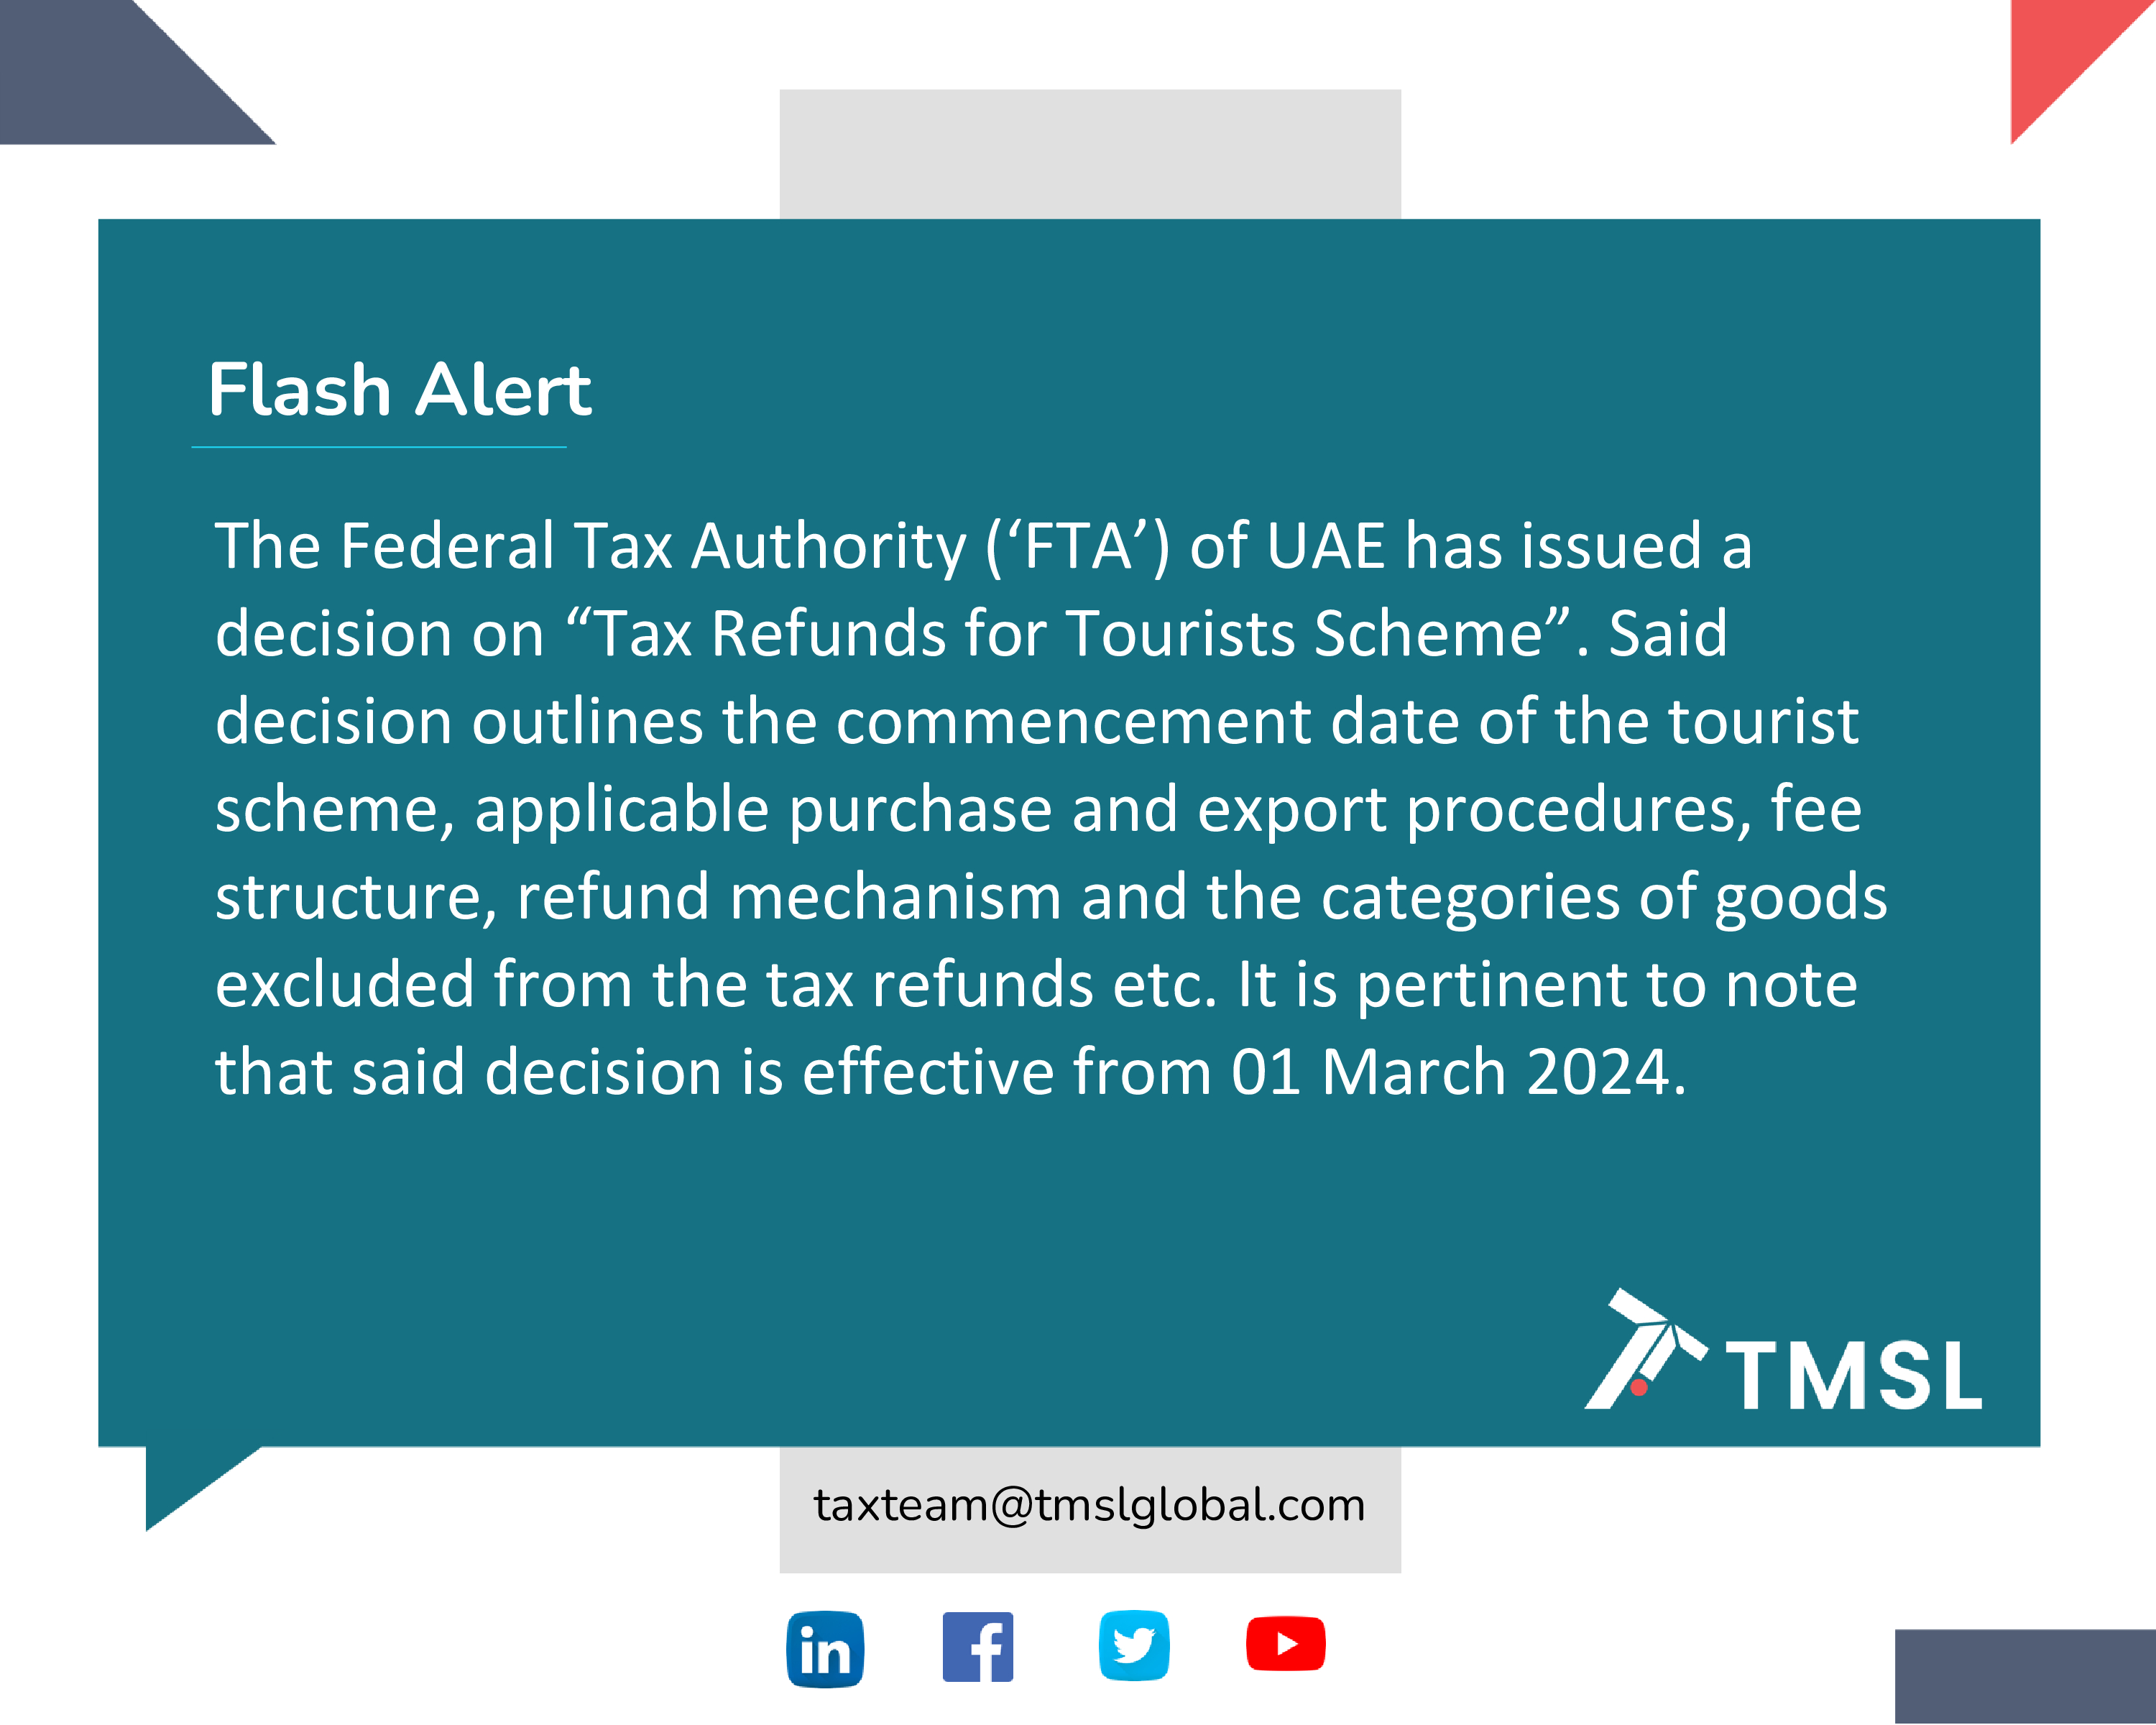 Flash Alert
The Federal Tax Authority (‘FTA’) of UAE has issued a
decision on “Tax Refunds for Tourists Scheme”. Said
decision outlines the commencement date of the tourist
scheme, applicable purchase and export procedures, fee
structure, refund mechanism and the categories of goods
excluded from the tax refunds etc. It is pertinent to note
that said decision is effective from 01 March 2024.
TMSL
taxteam@tmslglobal.com
in
f